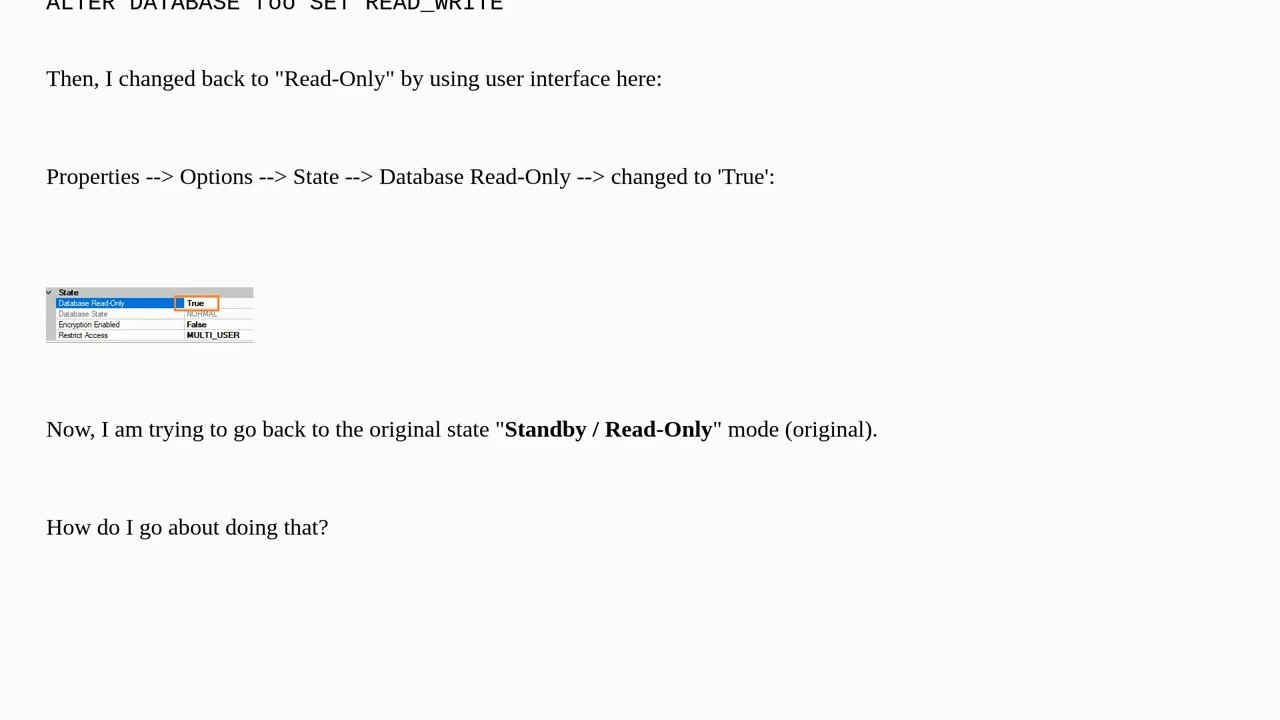 ALTER DATABASE foo SET READ_WRITE
Then, I changed back to "Read-Only" by using user interface here:
Properties --> Options --> State --> Database Read-Only --> changed to 'True':
State
Database Read-Only True
Database State NORMAL
Encryption Enabled False
Restrict Access MULTI_USER
Now, I am trying to go back to the original state "Standby / Read-Only" mode (original).
How do I go about doing that?